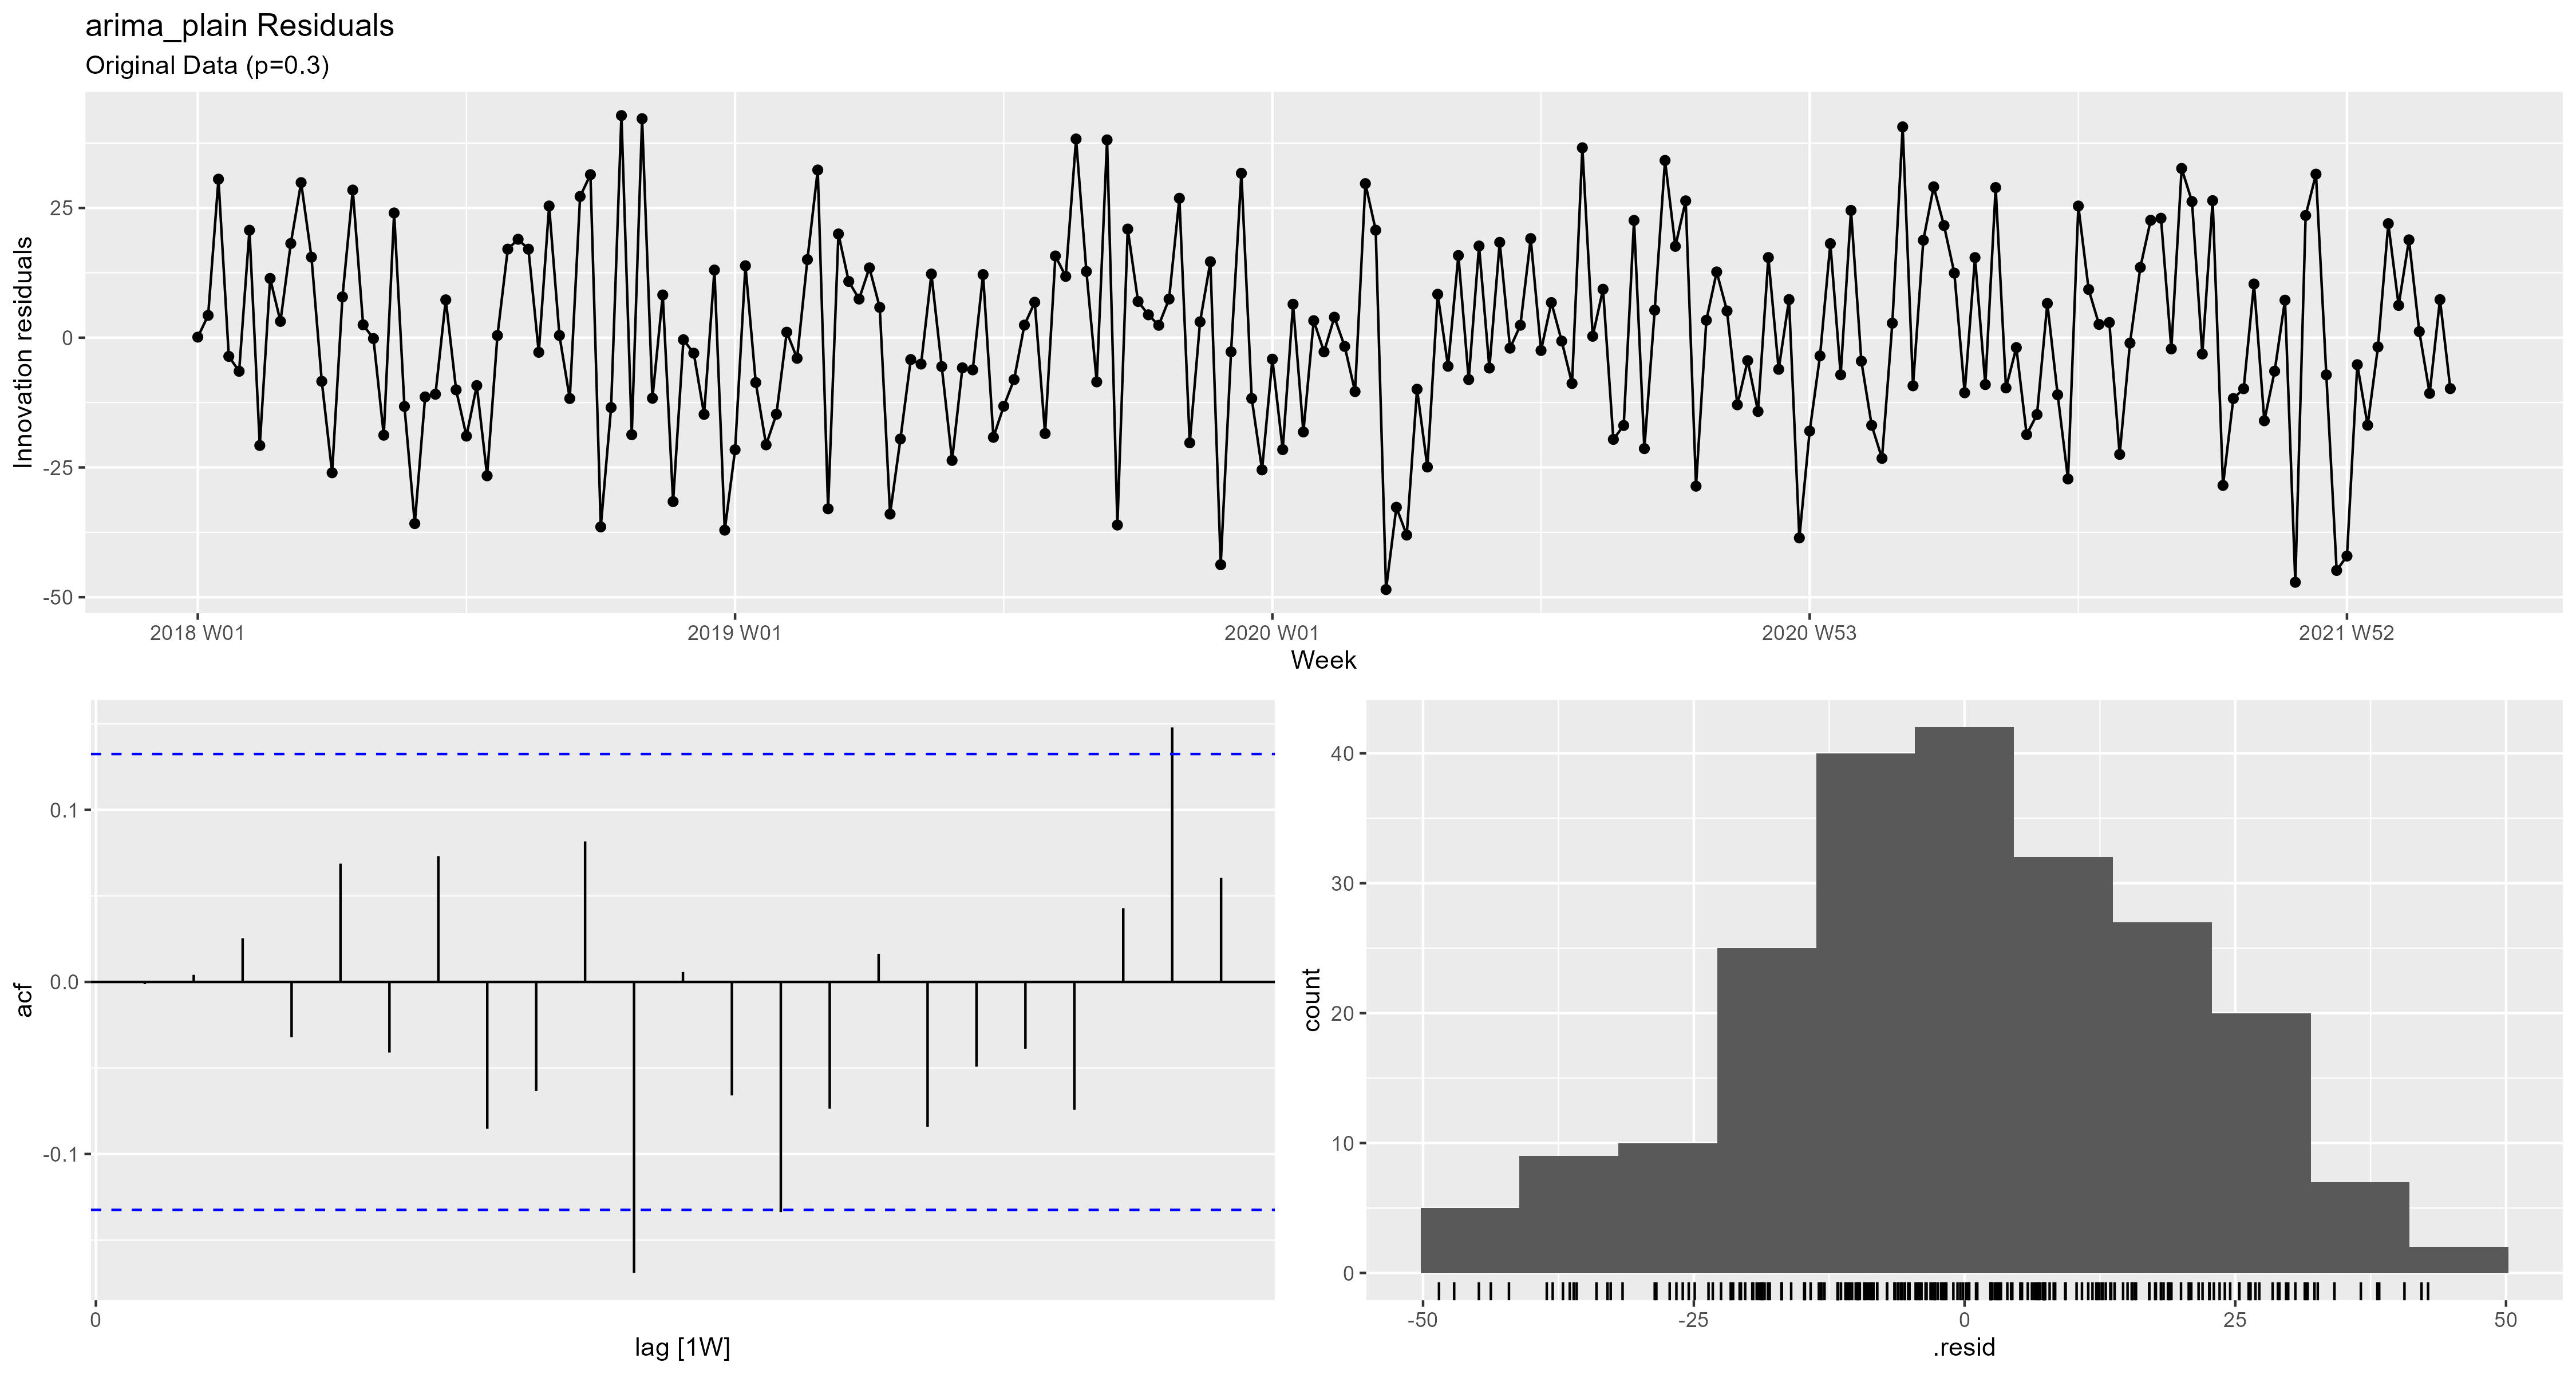 arima_plain Residuals
Original Data (p=0.3)
Innovation residuals
25
0
-25
-50
2018 W01
2019 W01
2020 W01
2020 W53
2021 W52
Week
acf
0.1
0.0
-0.1
0
lag [1W]
count
40
30
20
10
0
-50
-25
0
25
50
.resid